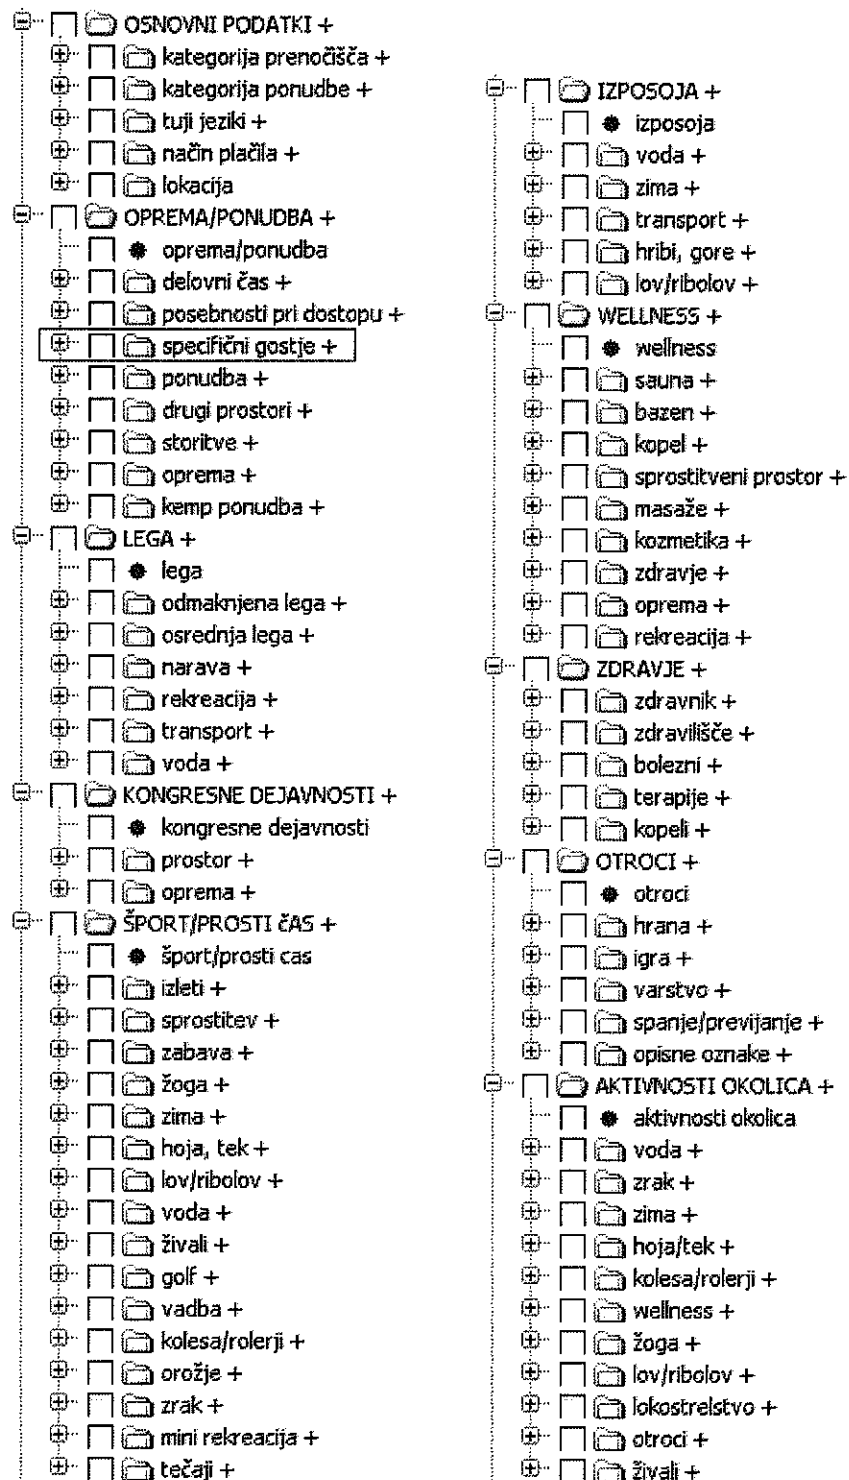 OSNOVNI PODATKI +
kategorija prenočišča +
kategorija ponudbe +
tuji jeziki +
način plačila +
lokacija
OPREMA/PONUDBA +
oprema/ponudba
delovni čas +
posebnosti pri dostopu +
specifični gostje +
ponudba +
drugi prostori +
storitve +
oprema +
kemp ponudba +
LEGA +
lega
odmaknjena lega +
osrednja lega +
narava +
rekreacija +
transport +
voda +
KONGRESNE DEJAVNOSTI +
kongresne dejavnosti
prostor +
oprema +
ŠPORT/PROSTI čAS +
šport/prosti cas
izleti +
sprostitev +
zabava +
žoga +
zima +
hoja, tek +
lov/ribolov +
voda +
živali +
golf +
vadba +
kolesa/rolerji +
orožje +
zrak +
mini rekreacija +
tečaji +
IZPOSOJA +
izposoja
voda +
zima +
transport +
hribi, gore +
lov/ribolov +
WELLNESS +
wellness
sauna +
bazen +
kopel +
sprostitveni prostor +
masaže +
kozmetika +
zdravje +
oprema +
rekreacija +
ZDRAVJE +
zdravnik +
zdravilišče +
bolezni +
terapije +
kopeli +
OTROCI +
otroci
hrana +
igra +
varstvo +
spanje/previjanje +
opisne oznake +
AKTIVNOSTI OKOLICA +
aktivnosti okolica
voda +
zrak +
zima +
hoja/tek +
kolesa/rolerji +
wellness +
žoga +
lov/ribolov +
lokostrelstvo +
otroci +
živali +